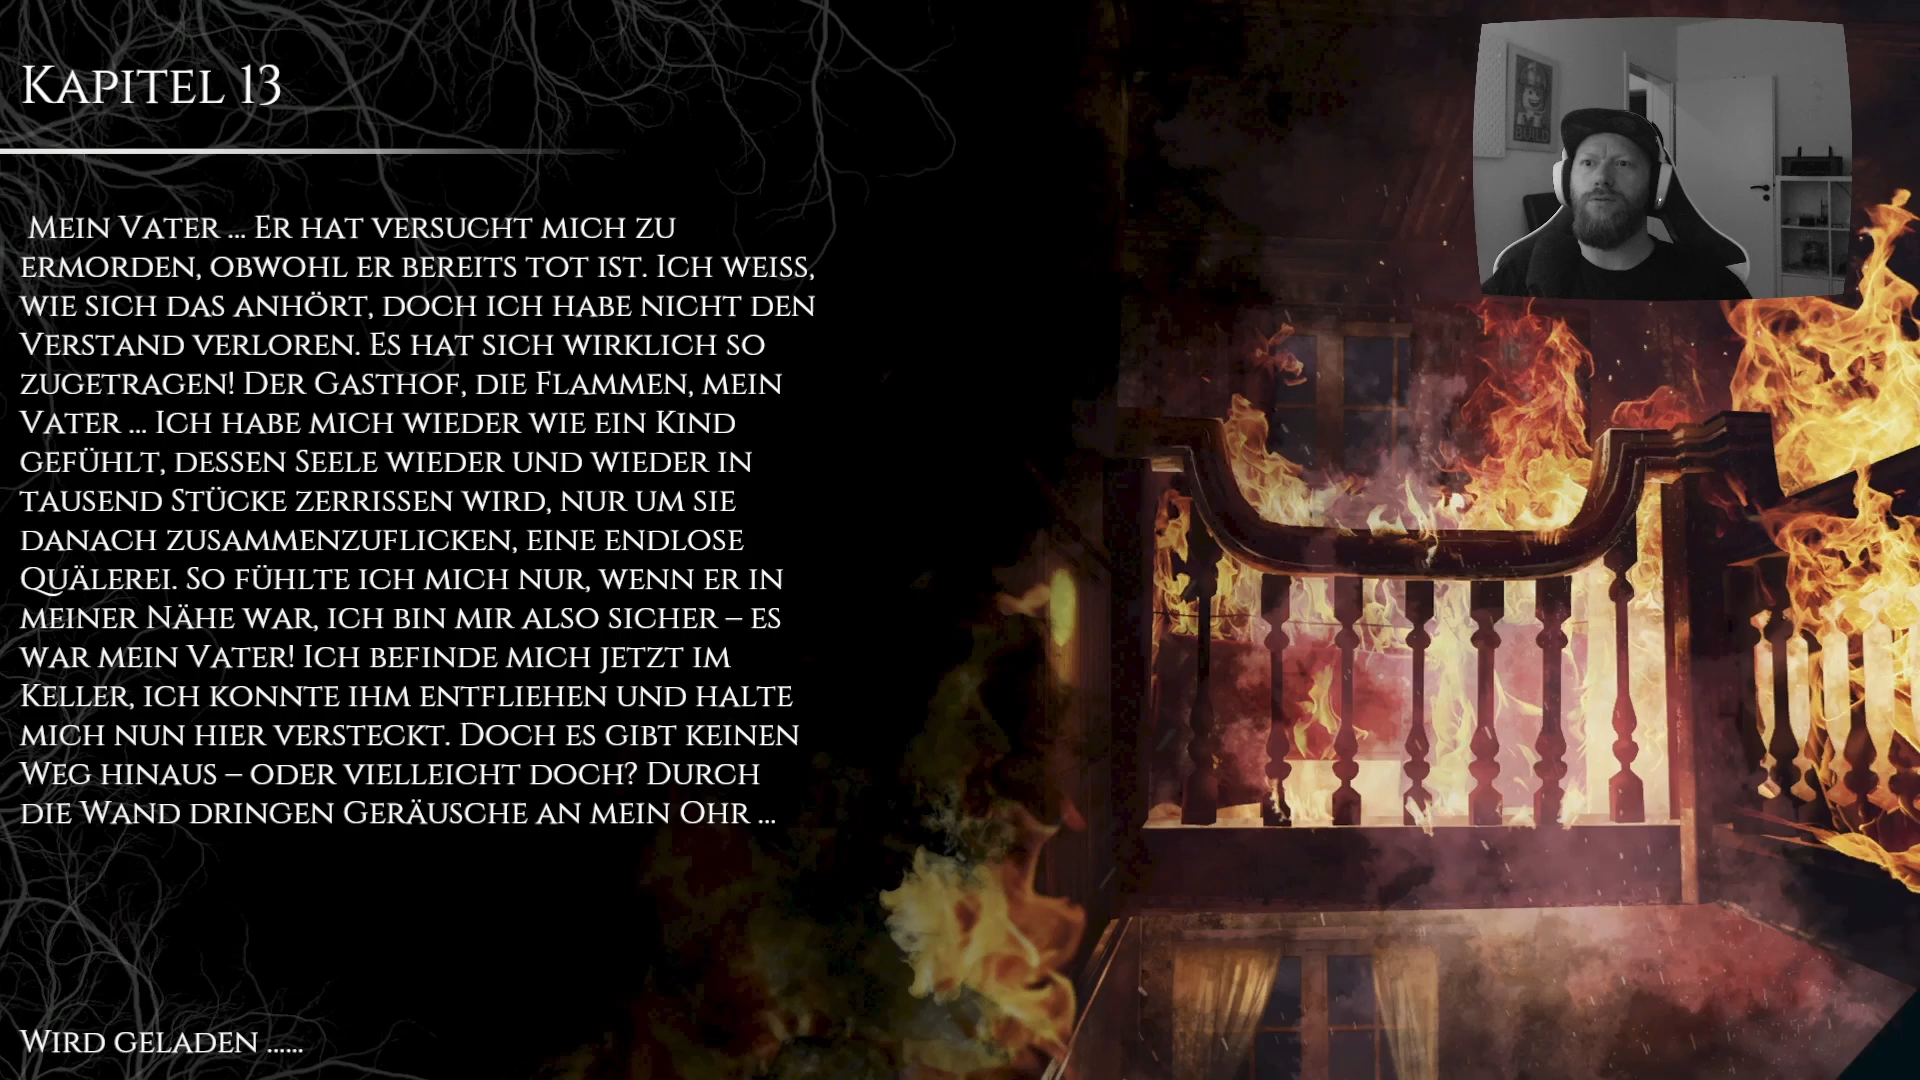 Kapitel 13
Mein Vater ... Er hat versucht mich zu
ermorden, obwohl er bereits tot ist. Ich weiss,
wie sich das anhört, doch ich habe nicht den
Verstand verloren. Es hat sich wirklich so
zugetragen! Der Gasthof, die Flammen, mein
Vater ... Ich habe mich wieder wie ein Kind
gefühlt, dessen Seele wieder und wieder in
tausend Stücke zerrissen wird, nur um sie
danach zusammenzuflicken, eine endlose
Quälerei. So fühlte ich mich nur, wenn er in
meiner Nähe war, ich bin mir also sicher – es
war mein Vater! Ich befinde mich jetzt im
Keller, ich konnte ihm entfliehen und halte
mich nun hier versteckt. Doch es gibt keinen
Weg hinaus – oder vielleicht doch? Durch
die Wand dringen Geräusche an mein Ohr ...
Wird geladen ......
BUILD